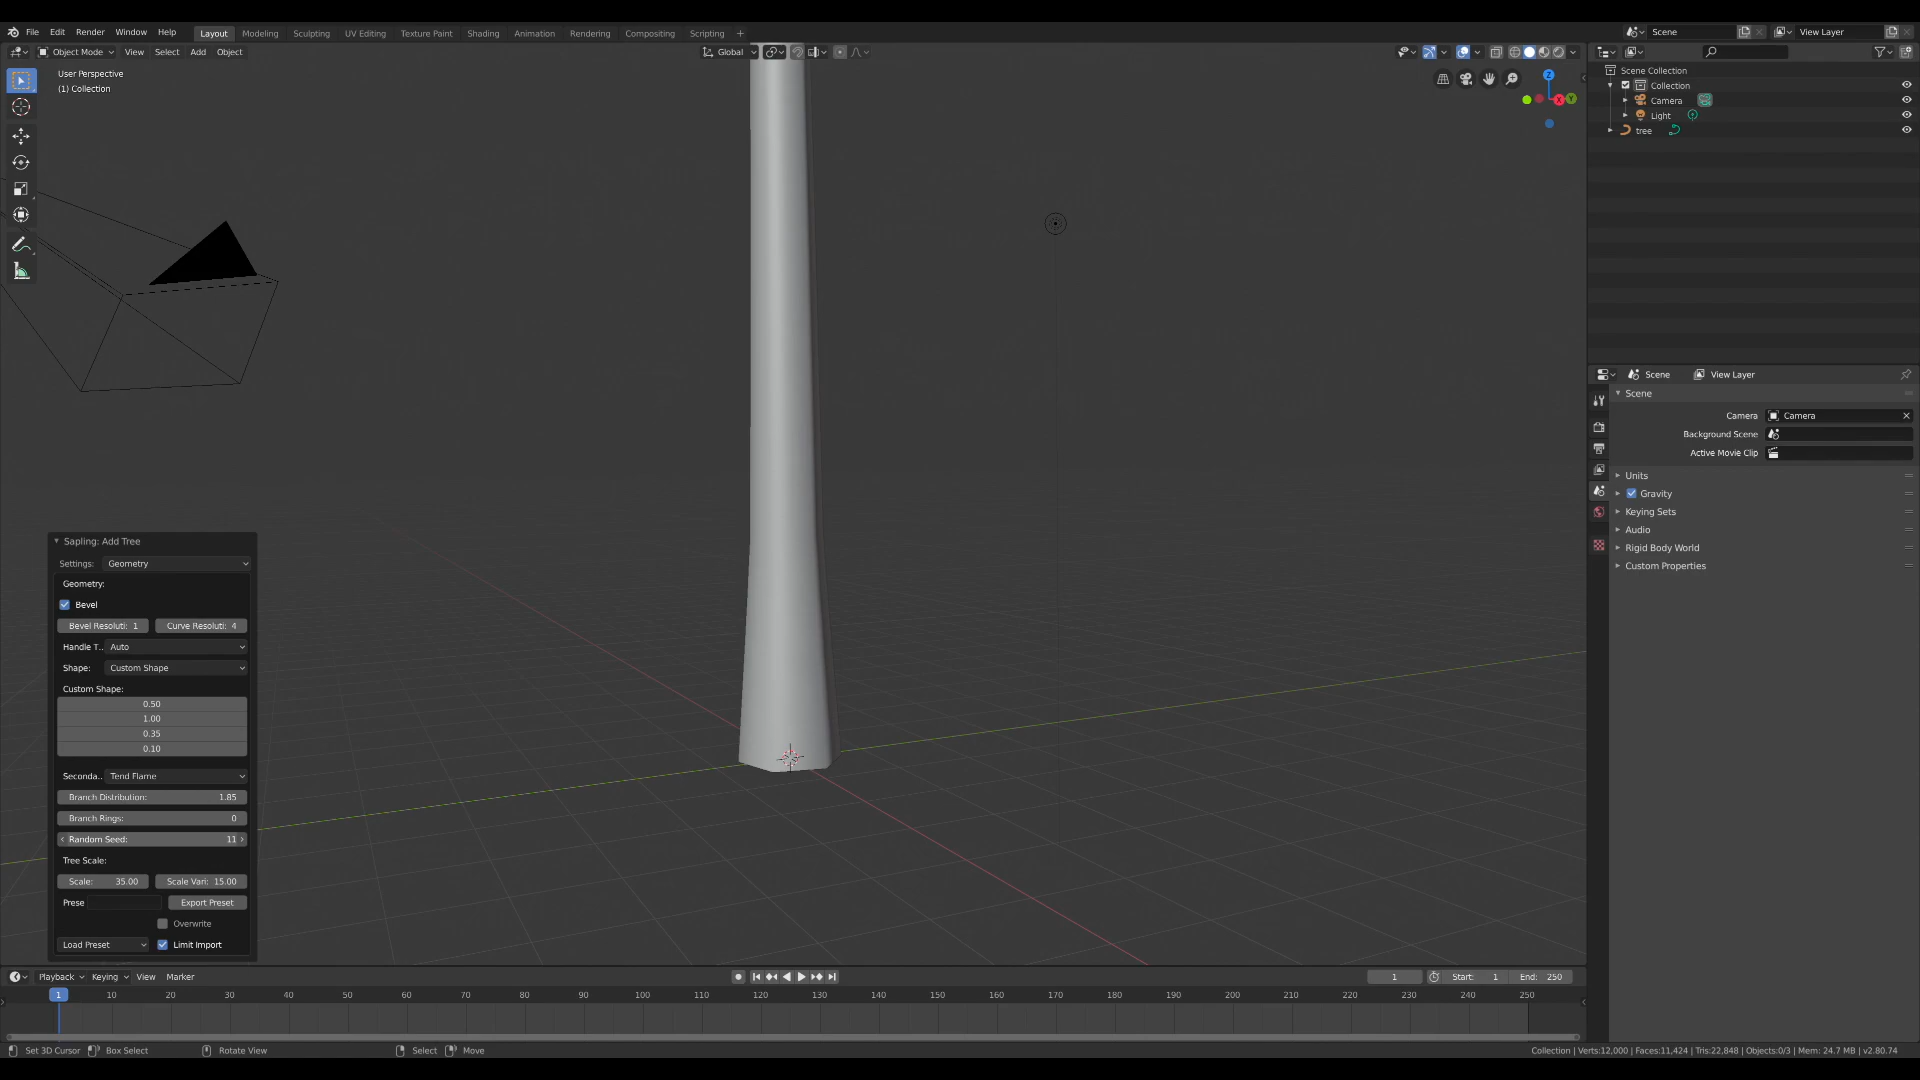 File Edit Render Window Help Layout Modeling Sculpting UV Editing Texture Paint Shading Animation Rendering Compositing Scripting + Scene View Layer
Object Mode View Select Add Object Global
User Perspective
(1) Collection
Z
X
Y
Scene Collection
Collection
Camera
Light
tree
Scene View Layer
Scene
Camera Camera
Background Scene
Active Movie Clip
Units
Gravity
Keying Sets
Audio
Rigid Body World
Custom Properties
Sapling: Add Tree
Settings: Geometry
Geometry:
Bevel
Bevel Resoluti: 1 Curve Resoluti: 4
Handle T.. Auto
Shape: Custom Shape
Custom Shape:
0.50
1.00
0.35
0.10
Seconda.. Tend Flame
Branch Distribution: 1.85
Branch Rings: 0
Random Seed: 11
Tree Scale:
Scale: 35.00 Scale Vari: 15.00
Prese Export Preset
Overwrite
Load Preset Limit Import
Playback Keying View Marker 1 Start: 1 End: 250
1 10 20 30 40 50 60 70 80 90 100 110 120 130 140 150 160 170 180 190 200 210 220 230 240 250
Set 3D Cursor Box Select Rotate View Select Move Collection | Verts:12,000 | Faces:11,424 | Tris:22,848 | Objects:0/3 | Mem: 24.7 MB | v2.80.74